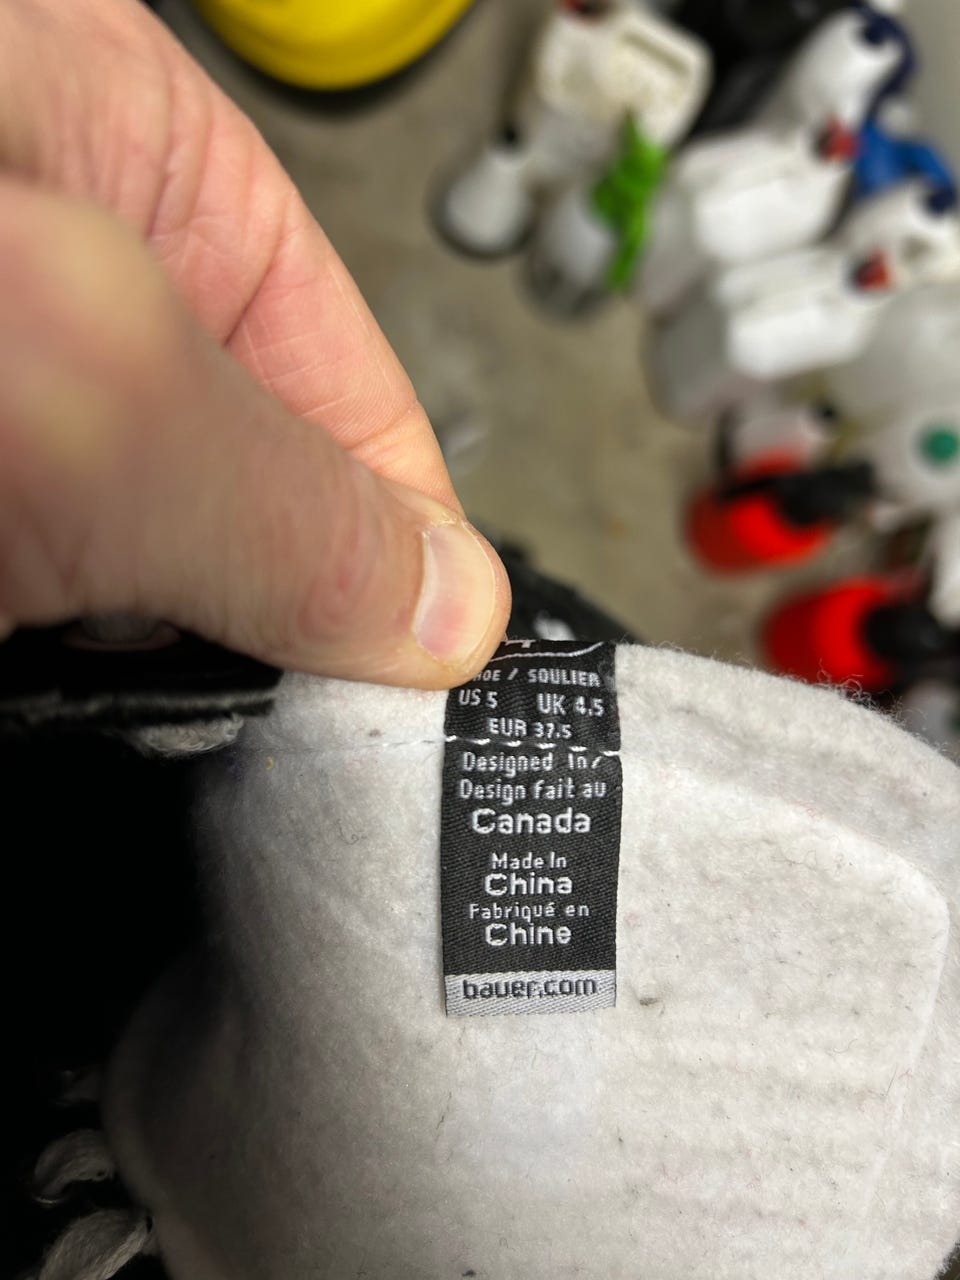 SHOE / SOULIER
US 5 UK 4.5
EUR 37.5
Designed In/
Design fait au
Canada
Made In
China
Fabriqué en
Chine
bauer.com